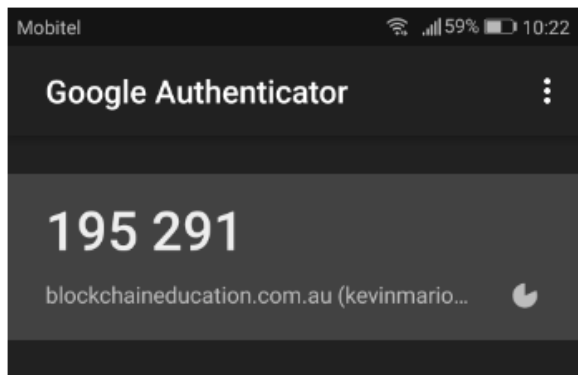 Mobitel 59% 10:22
Google Authenticator
195 291
blockchaineducation.com.au (kevinmario...